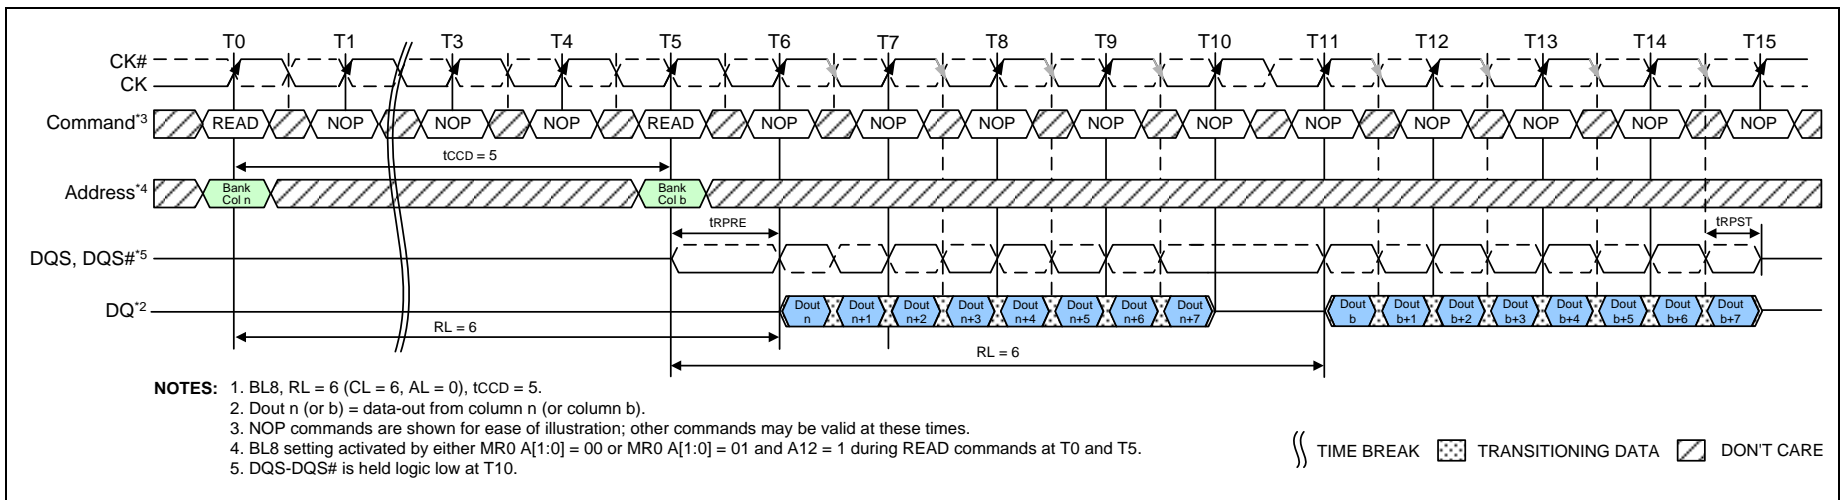 T0 T1 T3 T4 T5 T6 T7 T8 T9 T10 T11 T12 T13 T14 T15
CK#
CK
Command*3 READ NOP NOP NOP READ NOP NOP NOP NOP NOP NOP NOP NOP NOP NOP
tCCD = 5
Address*4 Bank Col n Bank Col b
tRPRE tRPST
DQS, DQS#*5
DQ*2 Dout n Dout n+1 Dout n+2 Dout n+3 Dout n+4 Dout n+5 Dout n+6 Dout n+7 Dout b Dout b+1 Dout b+2 Dout b+3 Dout b+4 Dout b+5 Dout b+6 Dout b+7
RL = 6
RL = 6
NOTES: 1. BL8, RL = 6 (CL = 6, AL = 0), tCCD = 5.
2. Dout n (or b) = data-out from column n (or column b).
3. NOP commands are shown for ease of illustration; other commands may be valid at these times.
4. BL8 setting activated by either MR0 A[1:0] = 00 or MR0 A[1:0] = 01 and A12 = 1 during READ commands at T0 and T5.
5. DQS-DQS# is held logic low at T10.
TIME BREAK TRANSITIONING DATA DON'T CARE